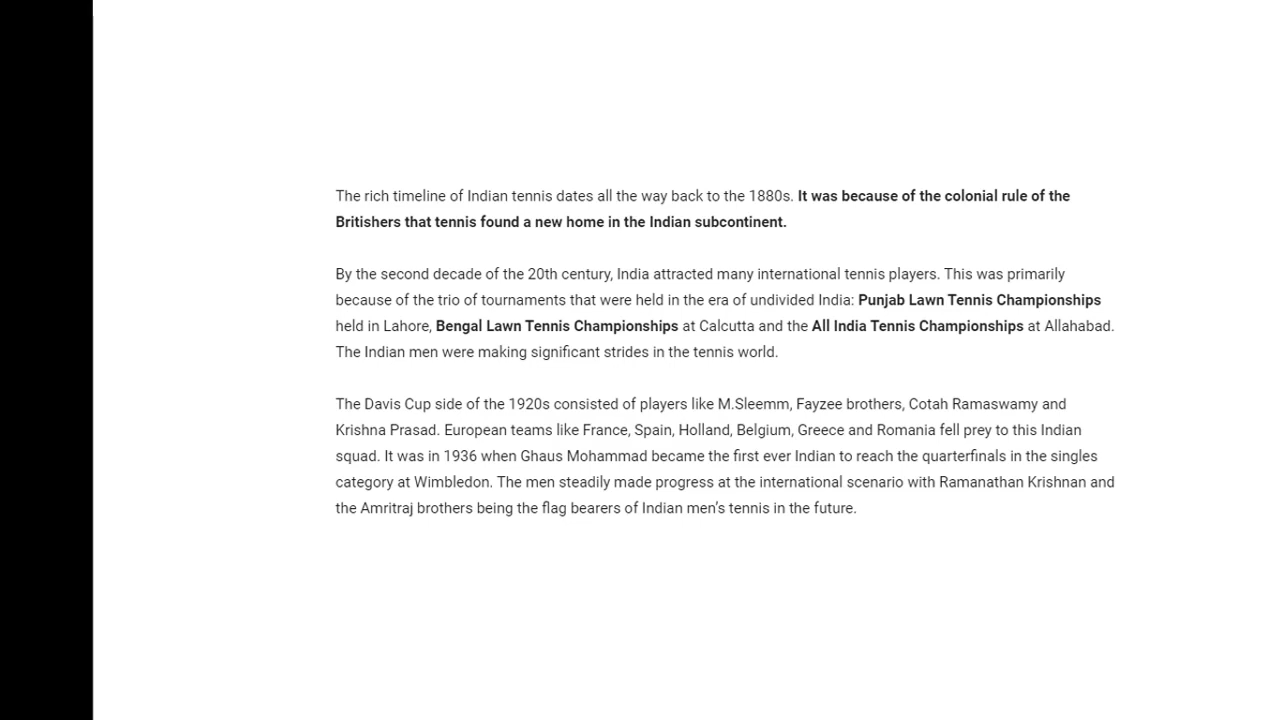 The rich timeline of Indian tennis dates all the way back to the 1880s. It was because of the colonial rule of the
Britishers that tennis found a new home in the Indian subcontinent.
By the second decade of the 20th century, India attracted many international tennis players. This was primarily
because of the trio of tournaments that were held in the era of undivided India: Punjab Lawn Tennis Championships
held in Lahore, Bengal Lawn Tennis Championships at Calcutta and the All India Tennis Championships at Allahabad.
The Indian men were making significant strides in the tennis world.
The Davis Cup side of the 1920s consisted of players like M.Sleemm, Fayzee brothers, Cotah Ramaswamy and
Krishna Prasad. European teams like France, Spain, Holland, Belgium, Greece and Romania fell prey to this Indian
squad. It was in 1936 when Ghaus Mohammad became the first ever Indian to reach the quarterfinals in the singles
category at Wimbledon. The men steadily made progress at the international scenario with Ramanathan Krishnan and
the Amritraj brothers being the flag bearers of Indian men’s tennis in the future.